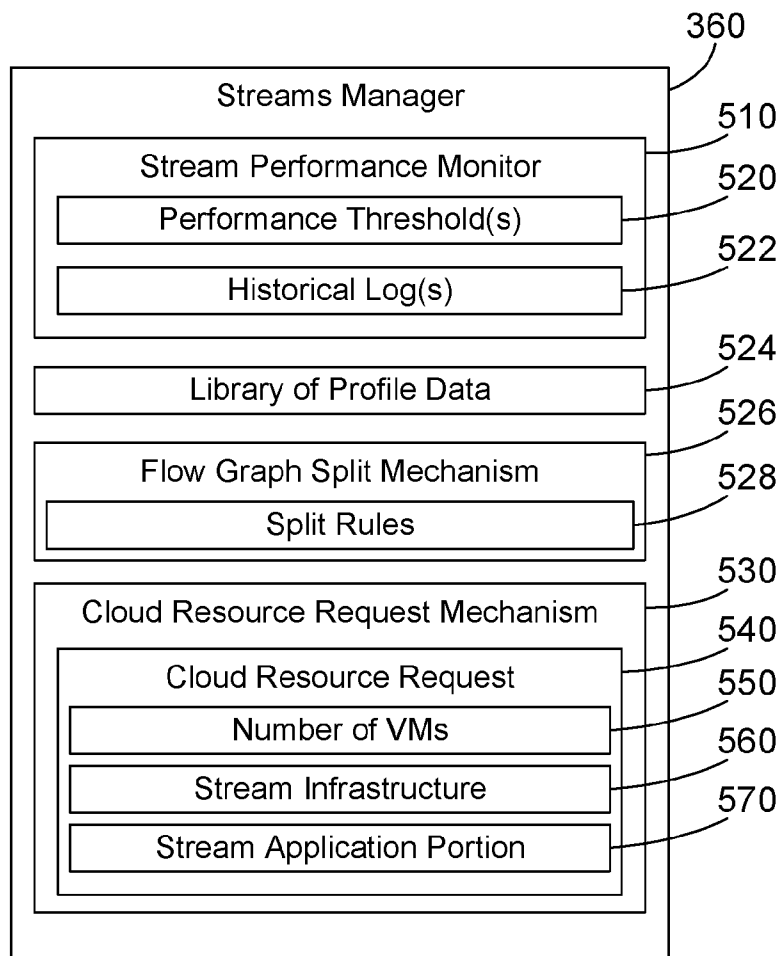 360
Streams Manager
510
Stream Performance Monitor
520
Performance Threshold(s)
522
Historical Log(s)
524
Library of Profile Data
526
Flow Graph Split Mechanism
528
Split Rules
530
Cloud Resource Request Mechanism
540
Cloud Resource Request
550
Number of VMs
560
Stream Infrastructure
570
Stream Application Portion